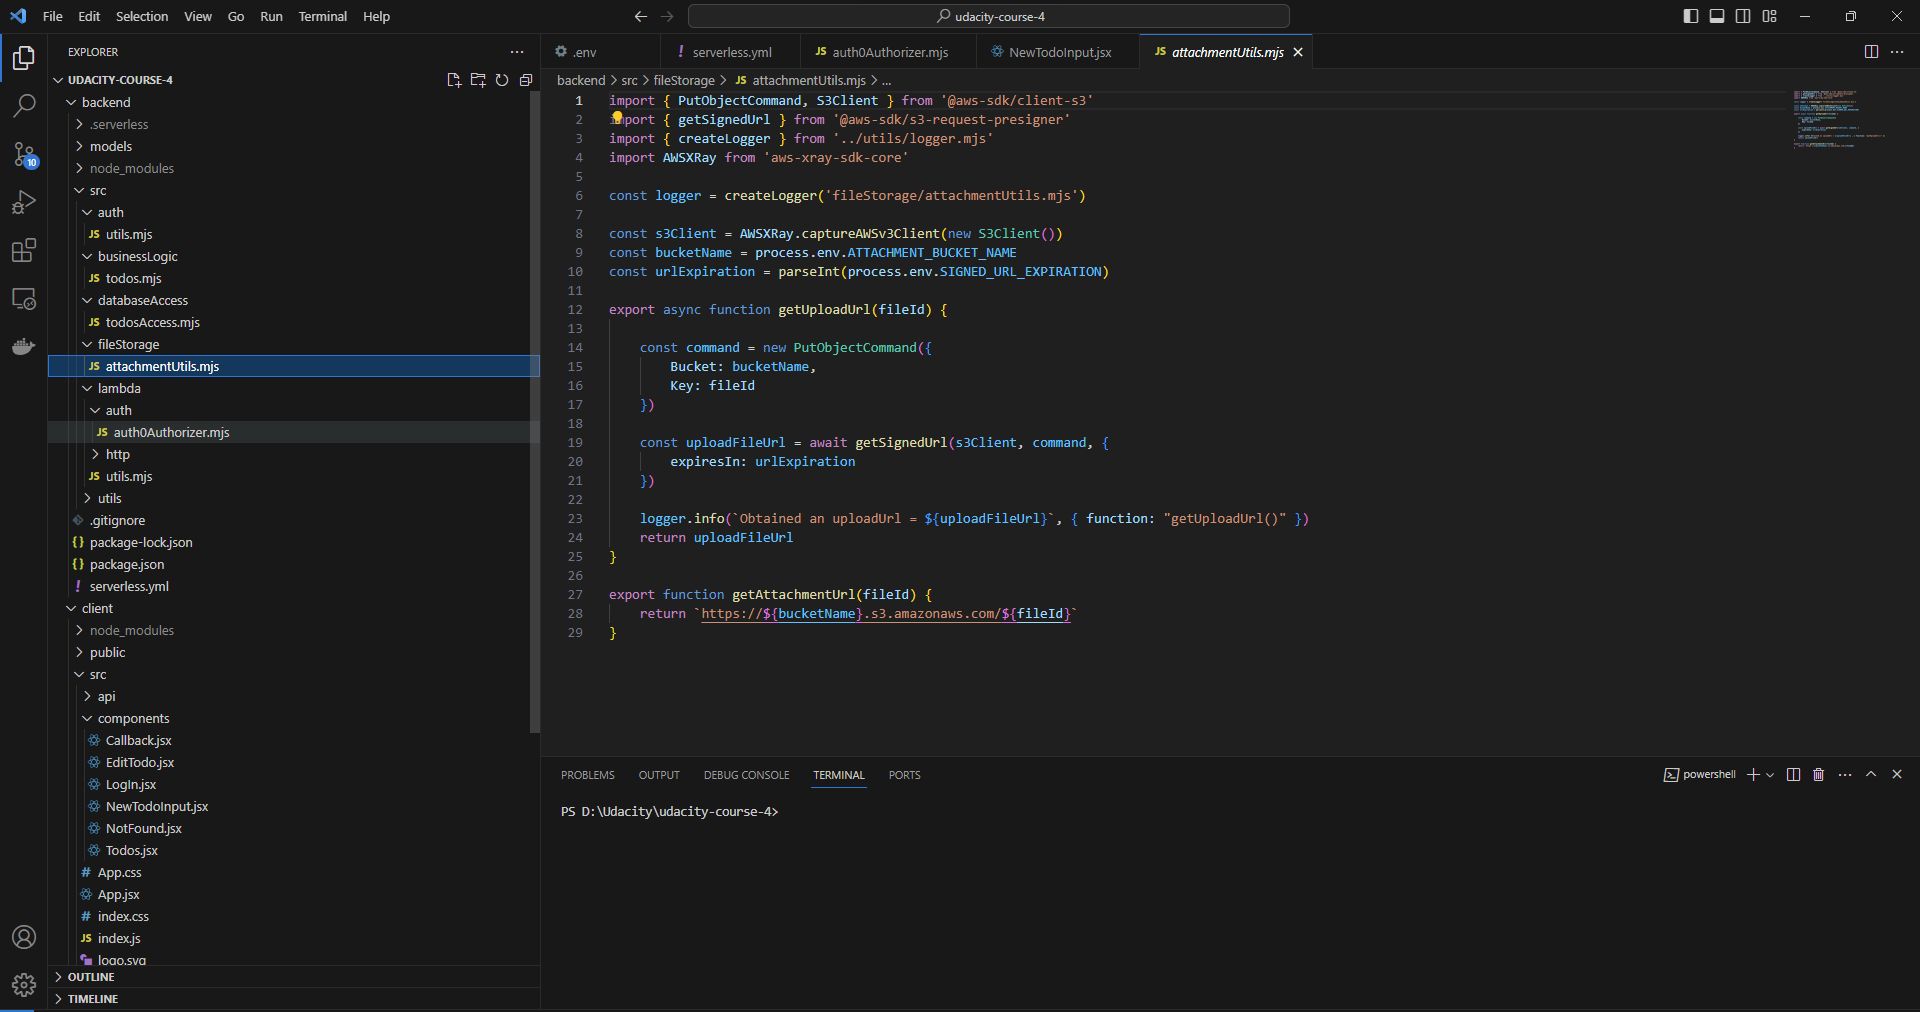 File Edit Selection View Go Run Terminal Help
udacity-course-4
EXPLORER
UDACITY-COURSE-4
backend
.serverless
models
node_modules
src
auth
JS utils.mjs
businessLogic
JS todos.mjs
databaseAccess
JS todosAccess.mjs
fileStorage
JS attachmentUtils.mjs
lambda
auth
JS auth0Authorizer.mjs
http
JS utils.mjs
utils
.gitignore
{} package-lock.json
{} package.json
! serverless.yml
client
node_modules
public
src
api
components
Callback.jsx
EditTodo.jsx
LogIn.jsx
NewTodoInput.jsx
NotFound.jsx
Todos.jsx
# App.css
App.jsx
# index.css
JS index.js
logo.svg
OUTLINE
TIMELINE
10
.env ! serverless.yml JS auth0Authorizer.mjs NewTodoInput.jsx JS attachmentUtils.mjs
backend > src > fileStorage > JS attachmentUtils.mjs > ...
1 import { PutObjectCommand, S3Client } from '@aws-sdk/client-s3'
2 import { getSignedUrl } from '@aws-sdk/s3-request-presigner'
3 import { createLogger } from '../utils/logger.mjs'
4 import AWSXRay from 'aws-xray-sdk-core'
5
6 const logger = createLogger('fileStorage/attachmentUtils.mjs')
7
8 const s3Client = AWSXRay.captureAWSv3Client(new S3Client())
9 const bucketName = process.env.ATTACHMENT_BUCKET_NAME
10 const urlExpiration = parseInt(process.env.SIGNED_URL_EXPIRATION)
11
12 export async function getUploadUrl(fileId) {
13
14 const command = new PutObjectCommand({
15 Bucket: bucketName,
16 Key: fileId
17 })
18
19 const uploadFileUrl = await getSignedUrl(s3Client, command, {
20 expiresIn: urlExpiration
21 })
22
23 logger.info(`Obtained an uploadUrl = ${uploadFileUrl}`, { function: "getUploadUrl()" })
24 return uploadFileUrl
25 }
26
27 export function getAttachmentUrl(fileId) {
28 return `https://${bucketName}.s3.amazonaws.com/${fileId}`
29 }
PROBLEMS OUTPUT DEBUG CONSOLE TERMINAL PORTS
powershell
PS D:\Udacity\udacity-course-4>